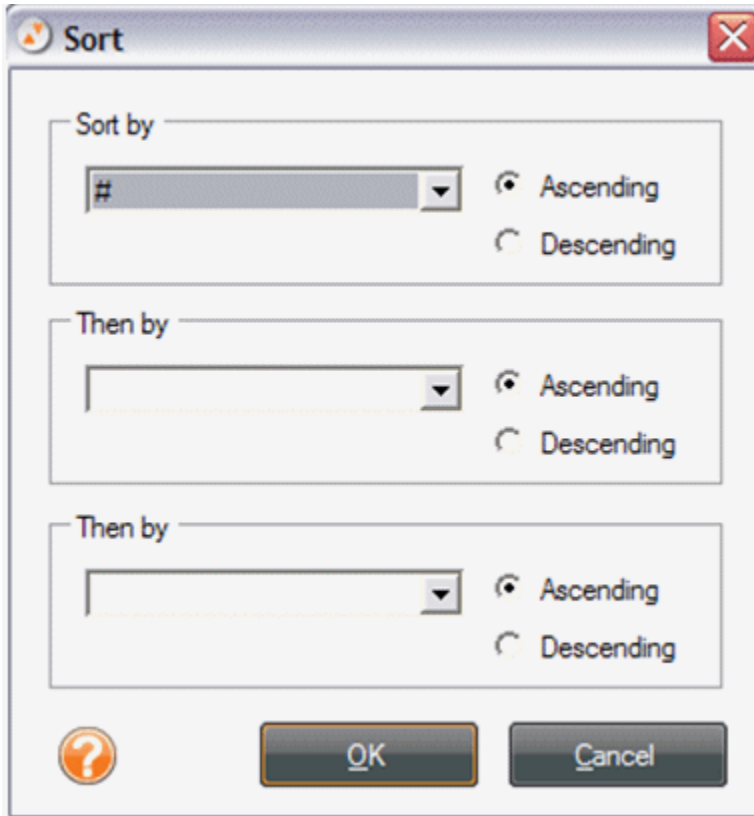 Sort
Sort by
#
Ascending
Descending
Then by
Ascending
Descending
Then by
Ascending
Descending
?
OK
Cancel